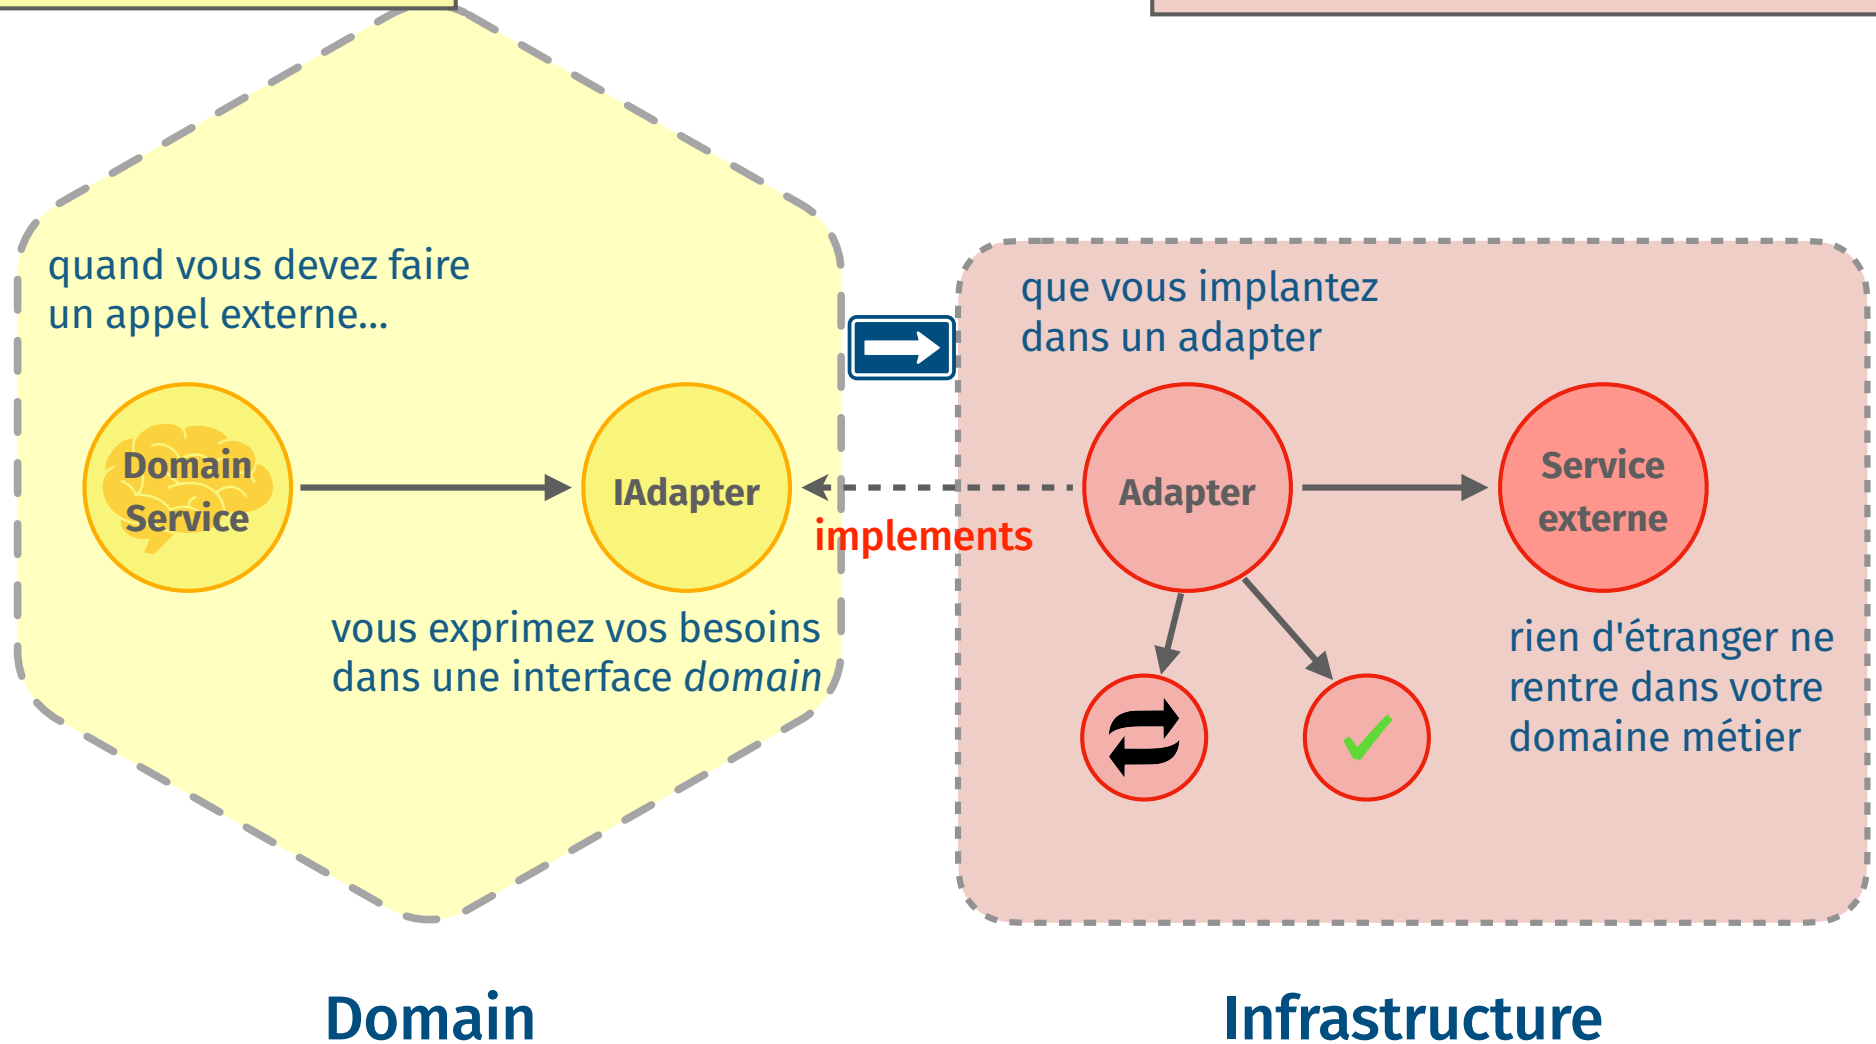 quand vous devez faire
un appel externe...
Domain
Service
IAdapter
vous exprimez vos besoins
dans une interface domain
implements
que vous implantez
dans un adapter
Adapter
Service
externe
rien d'étranger ne
rentre dans votre
domaine métier
Domain
Infrastructure